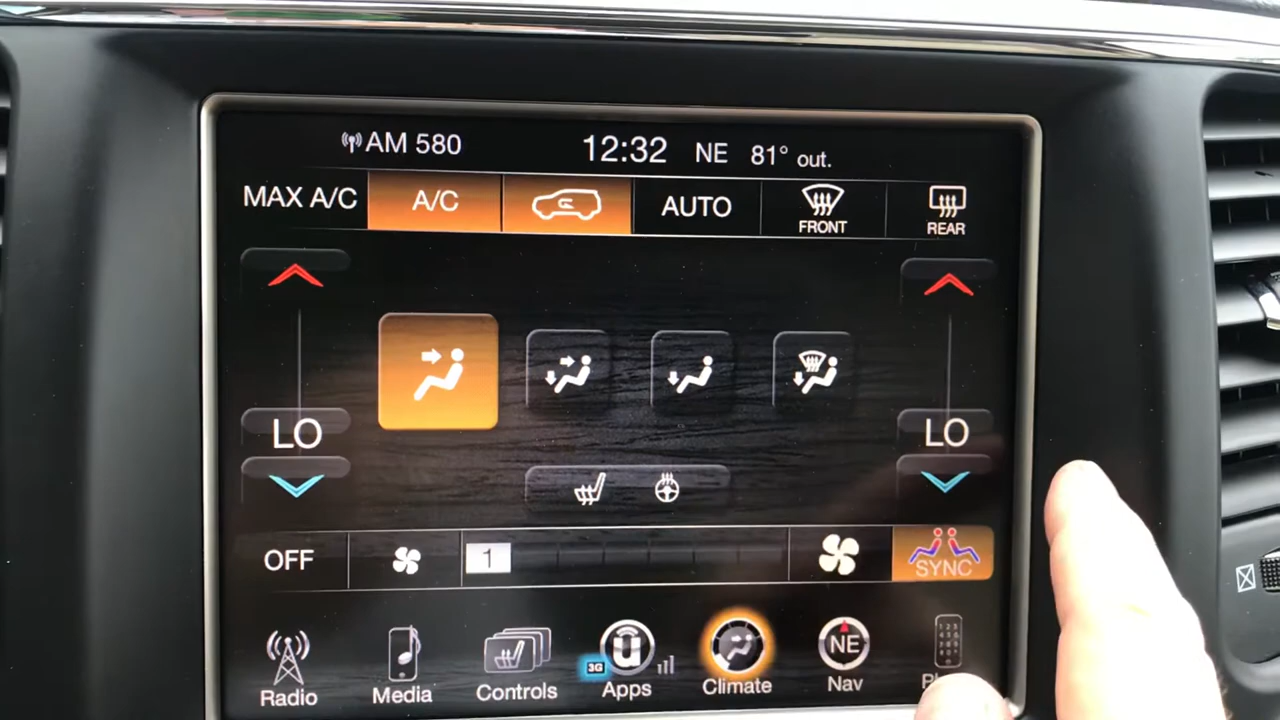 AM 580 12:32 NE 81° out.
MAX A/C A/C AUTO FRONT REAR
LO LO
OFF 1 SYNC
NE
3G
Radio Media Controls Apps Climate Nav